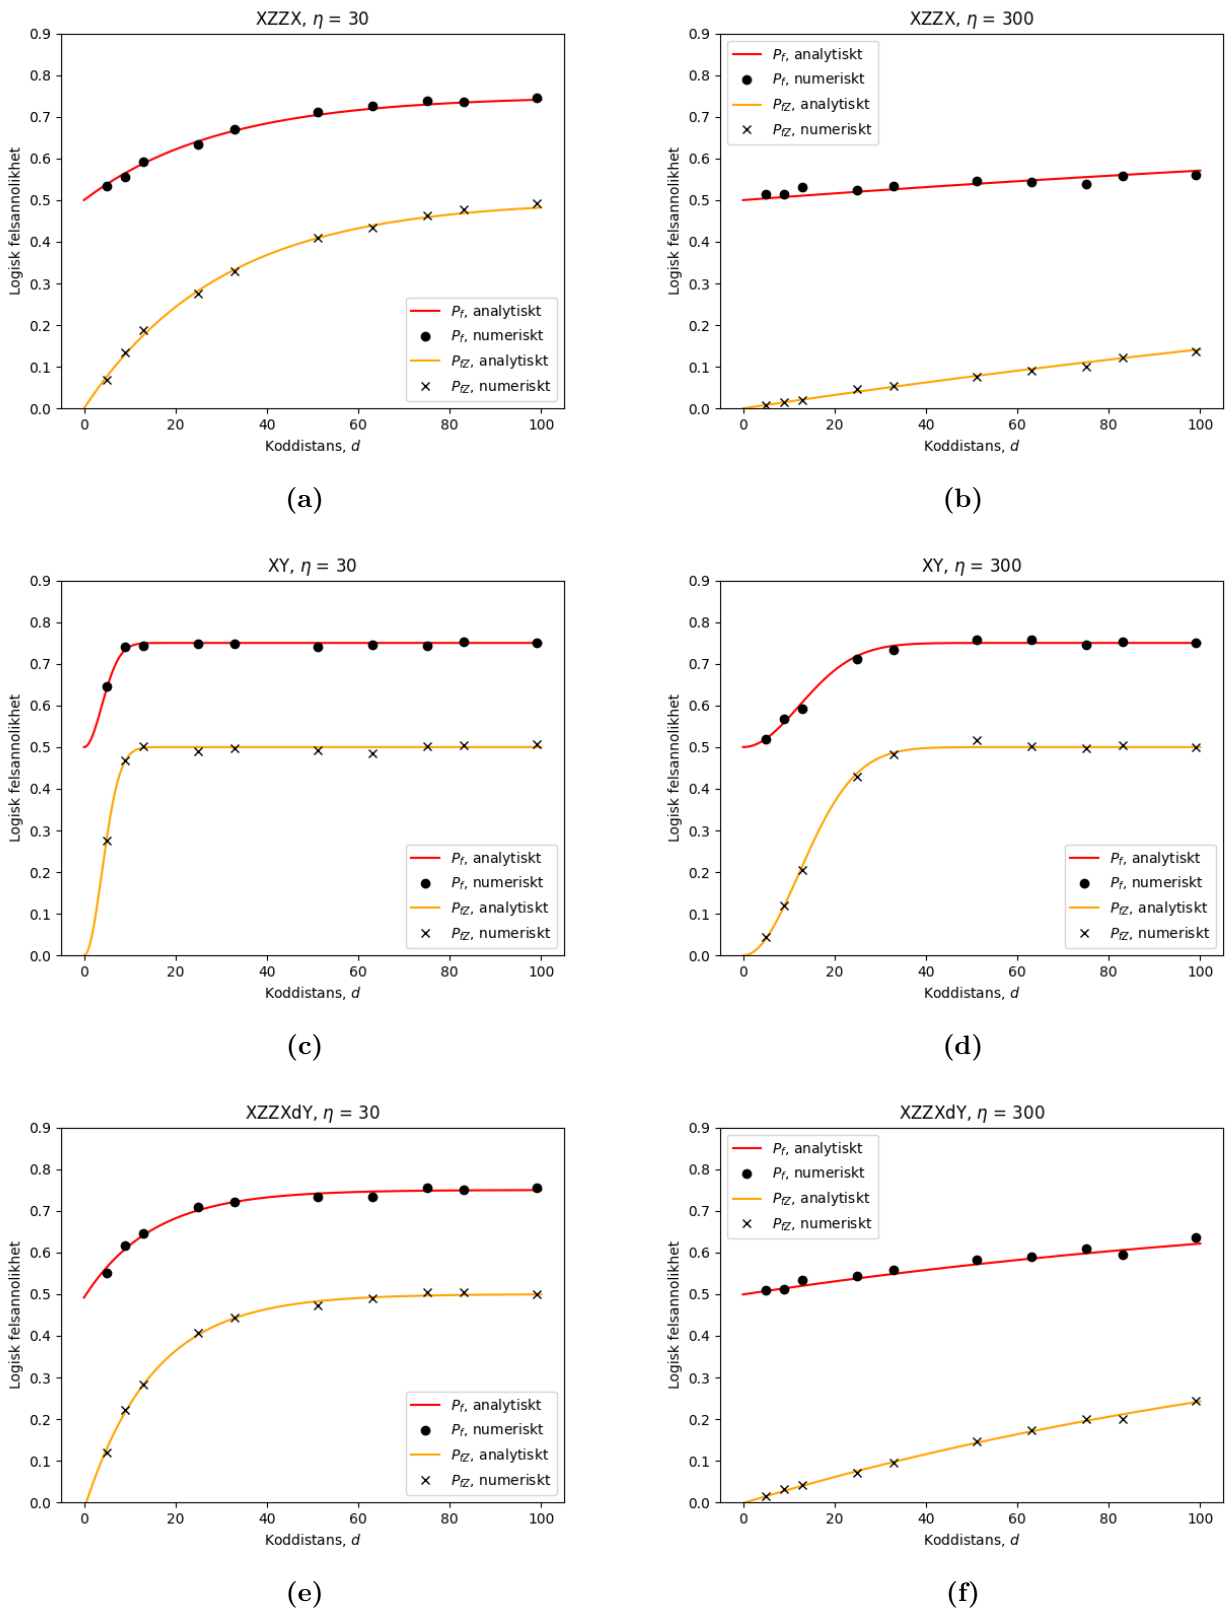 XZZX, η = 30
0.9
0.8
0.7
0.6
0.5
0.4
0.3
0.2
0.1
0.0
Logisk felsannolikhet
P_f, analytiskt
P_f, numeriskt
P_fZ, analytiskt
P_fZ, numeriskt
0 20 40 60 80 100
Koddistans, d
(a)
XZZX, η = 300
0.9
0.8
0.7
0.6
0.5
0.4
0.3
0.2
0.1
0.0
Logisk felsannolikhet
P_f, analytiskt
P_f, numeriskt
P_fZ, analytiskt
P_fZ, numeriskt
0 20 40 60 80 100
Koddistans, d
(b)
XY, η = 30
0.9
0.8
0.7
0.6
0.5
0.4
0.3
0.2
0.1
0.0
Logisk felsannolikhet
P_f, analytiskt
P_f, numeriskt
P_fZ, analytiskt
P_fZ, numeriskt
0 20 40 60 80 100
Koddistans, d
(c)
XY, η = 300
0.9
0.8
0.7
0.6
0.5
0.4
0.3
0.2
0.1
0.0
Logisk felsannolikhet
P_f, analytiskt
P_f, numeriskt
P_fZ, analytiskt
P_fZ, numeriskt
0 20 40 60 80 100
Koddistans, d
(d)
XZZXdY, η = 30
0.9
0.8
0.7
0.6
0.5
0.4
0.3
0.2
0.1
0.0
Logisk felsannolikhet
P_f, analytiskt
P_f, numeriskt
P_fZ, analytiskt
P_fZ, numeriskt
0 20 40 60 80 100
Koddistans, d
(e)
XZZXdY, η = 300
0.9
0.8
0.7
0.6
0.5
0.4
0.3
0.2
0.1
0.0
Logisk felsannolikhet
P_f, analytiskt
P_f, numeriskt
P_fZ, analytiskt
P_fZ, numeriskt
0 20 40 60 80 100
Koddistans, d
(f)